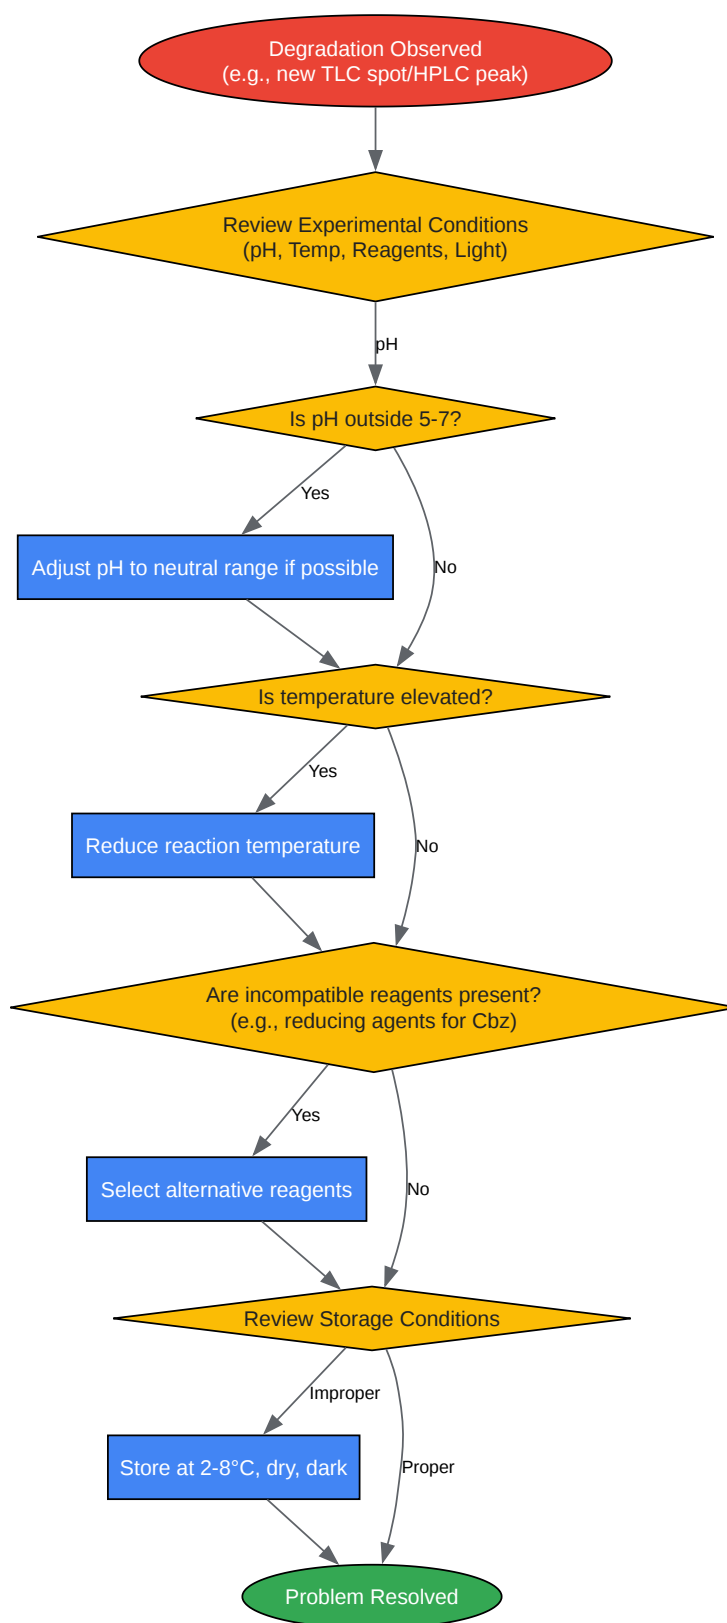 Degradation Observed
(e.g., new TLC spot/HPLC peak)
Review Experimental Conditions
(pH, Temp, Reagents, Light)
pH
Is pH outside 5-7?
Yes
Adjust pH to neutral range if possible
No
Is temperature elevated?
Yes
Reduce reaction temperature
No
Are incompatible reagents present?
(e.g., reducing agents for Cbz)
Yes
Select alternative reagents
No
Review Storage Conditions
Improper
Store at 2-8°C, dry, dark
Proper
Problem Resolved